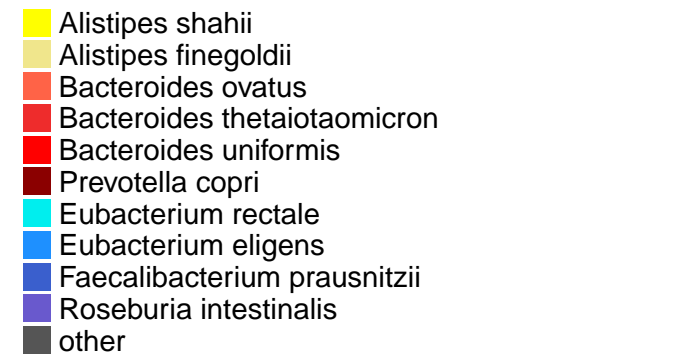 Alistipes shahii
Alistipes finegoldii
Bacteroides ovatus
Bacteroides thetaiotaomicron
Bacteroides uniformis
Prevotella copri
Eubacterium rectale
Eubacterium eligens
Faecalibacterium prausnitzii
Roseburia intestinalis
other